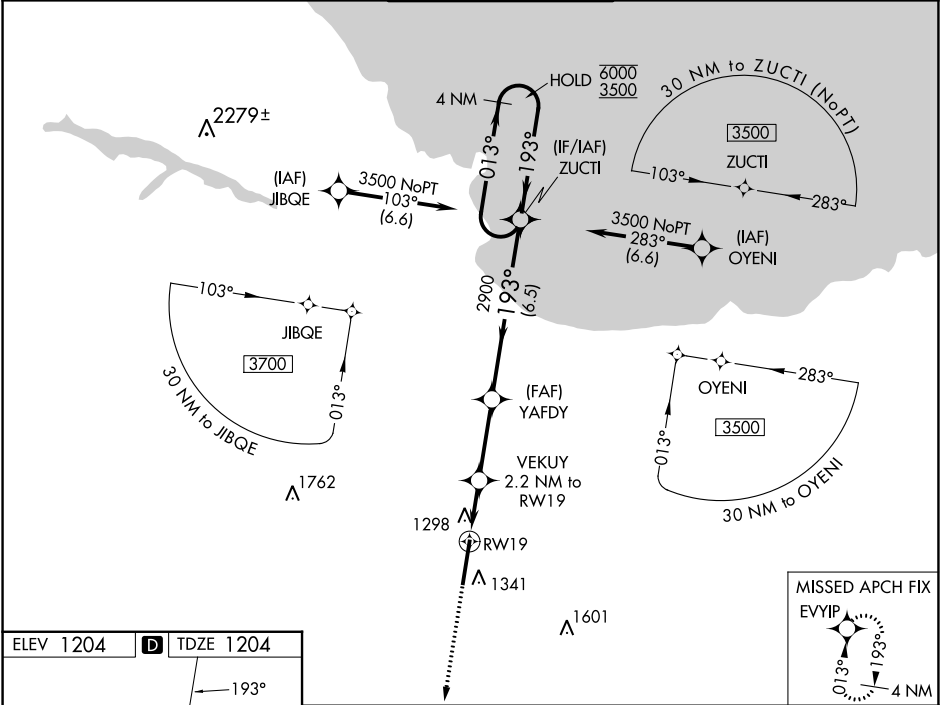 2279±
4 NM
HOLD 6000
3500
013°
193°
(IF/IAF)
ZUCTI
30 NM to ZUCTI (NoPT)
3500
ZUCTI
103°
283°
(IAF)
JIBQE
3500 NoPT
103°
(6.6)
3500 NoPT
283°
(6.6)
(IAF)
OYENI
2900
193°
(6.5)
103°
JIBQE
3700
013°
30 NM to JIBQE
OYENI
283°
3500
013°
30 NM to OYENI
(FAF)
YAFDY
VEKUY
2.2 NM to
RW19
1762
1298
RW19
1341
1601
MISSED APCH FIX
EVYIP
013°
193°
4 NM
ELEV 1204 D TDZE 1204
193°